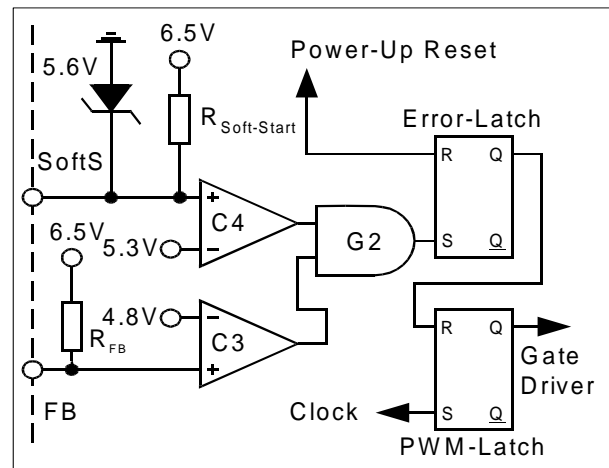 6.5V
5.6V
Power-Up Reset
R Soft-Start
Error-Latch
SoftS
R Q
+
C4
G2
6.5V
5.3V
-
S Q
4.8V
-
R Q
R FB
C3
+
Gate
Driver
FB
Clock
S Q
PWM-Latch